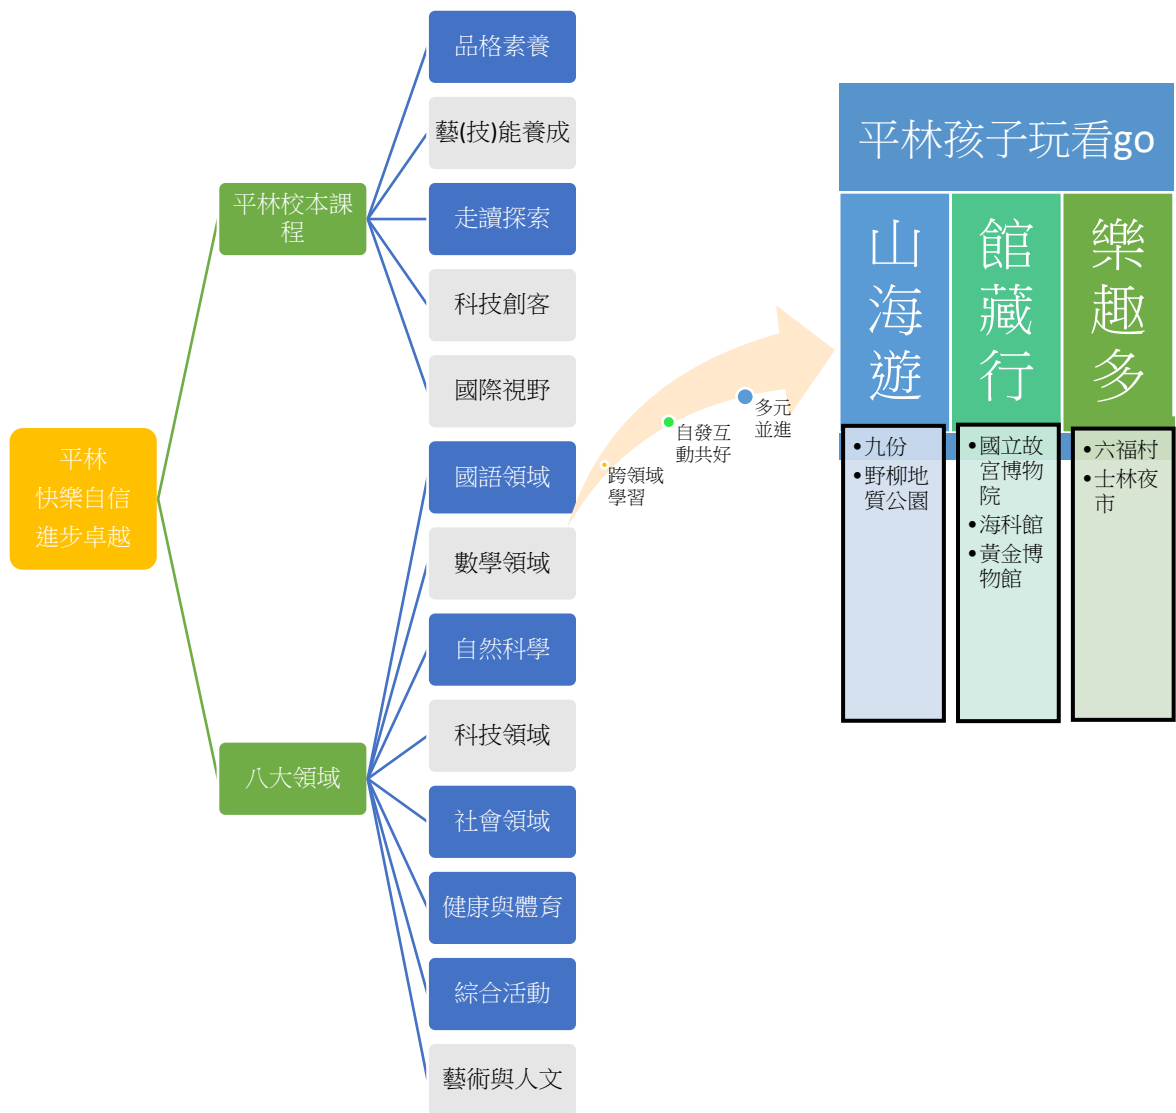 平林
快樂自信
進步卓越
平林校本課
程
八大領域
品格素養
藝(技)能養成
走讀探索
科技創客
國際視野
國語領域
數學領域
自然科學
科技領域
社會領域
健康與體育
綜合活動
藝術與人文
跨領域
學習
自發互
動共好
多元
並進
平林孩子玩看go
山
海
遊
館
藏
行
樂
趣
多
•九份
•野柳地
質公園
•國立故
宮博物
院
•海科館
•黃金博
物館
•六福村
•士林夜
市